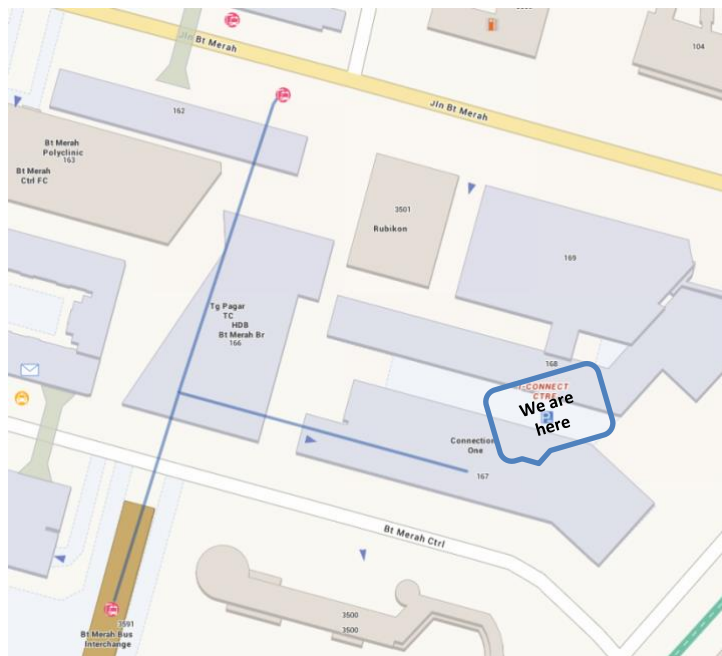 Jln Bt Merah
104
162
Jln Bt Merah
Bt Merah
Polyclinic
163
Bt Merah
Ctrl FC
3501
Rubikon
169
Tg Pagar
TC
HDB
Bt Merah Br
166
168
-CONNECT
CTRE
We are
here
Connection
One
167
Bt Merah Ctrl
3500
3500
3591
Bt Merah Bus
Interchange